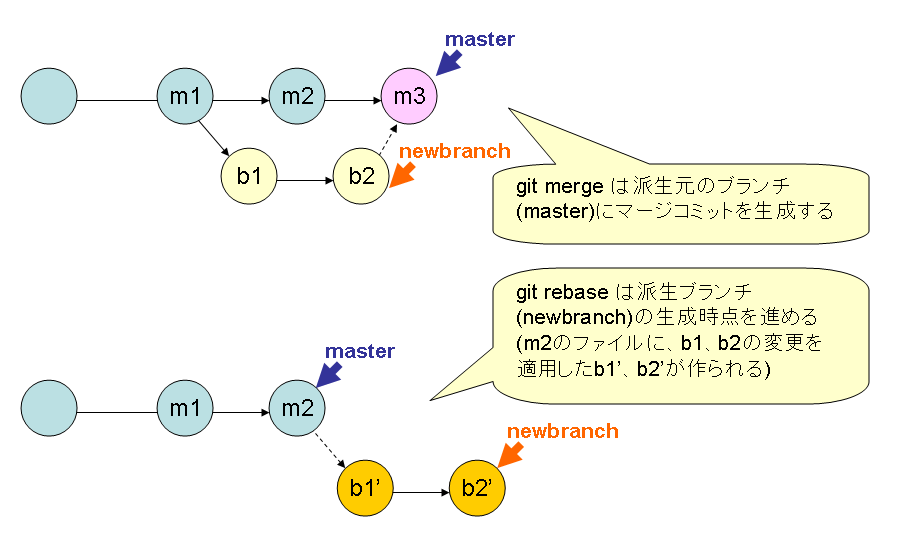 master
m1
m2
m3
newbranch
b1
b2
git merge は派生元のブランチ
(master)にマージコミットを生成する
git rebase は派生ブランチ
(newbranch)の生成時点を進める
(m2のファイルに、b1、b2の変更を
適用したb1’、b2’が作られる)
master
m1
m2
newbranch
b1’
b2’